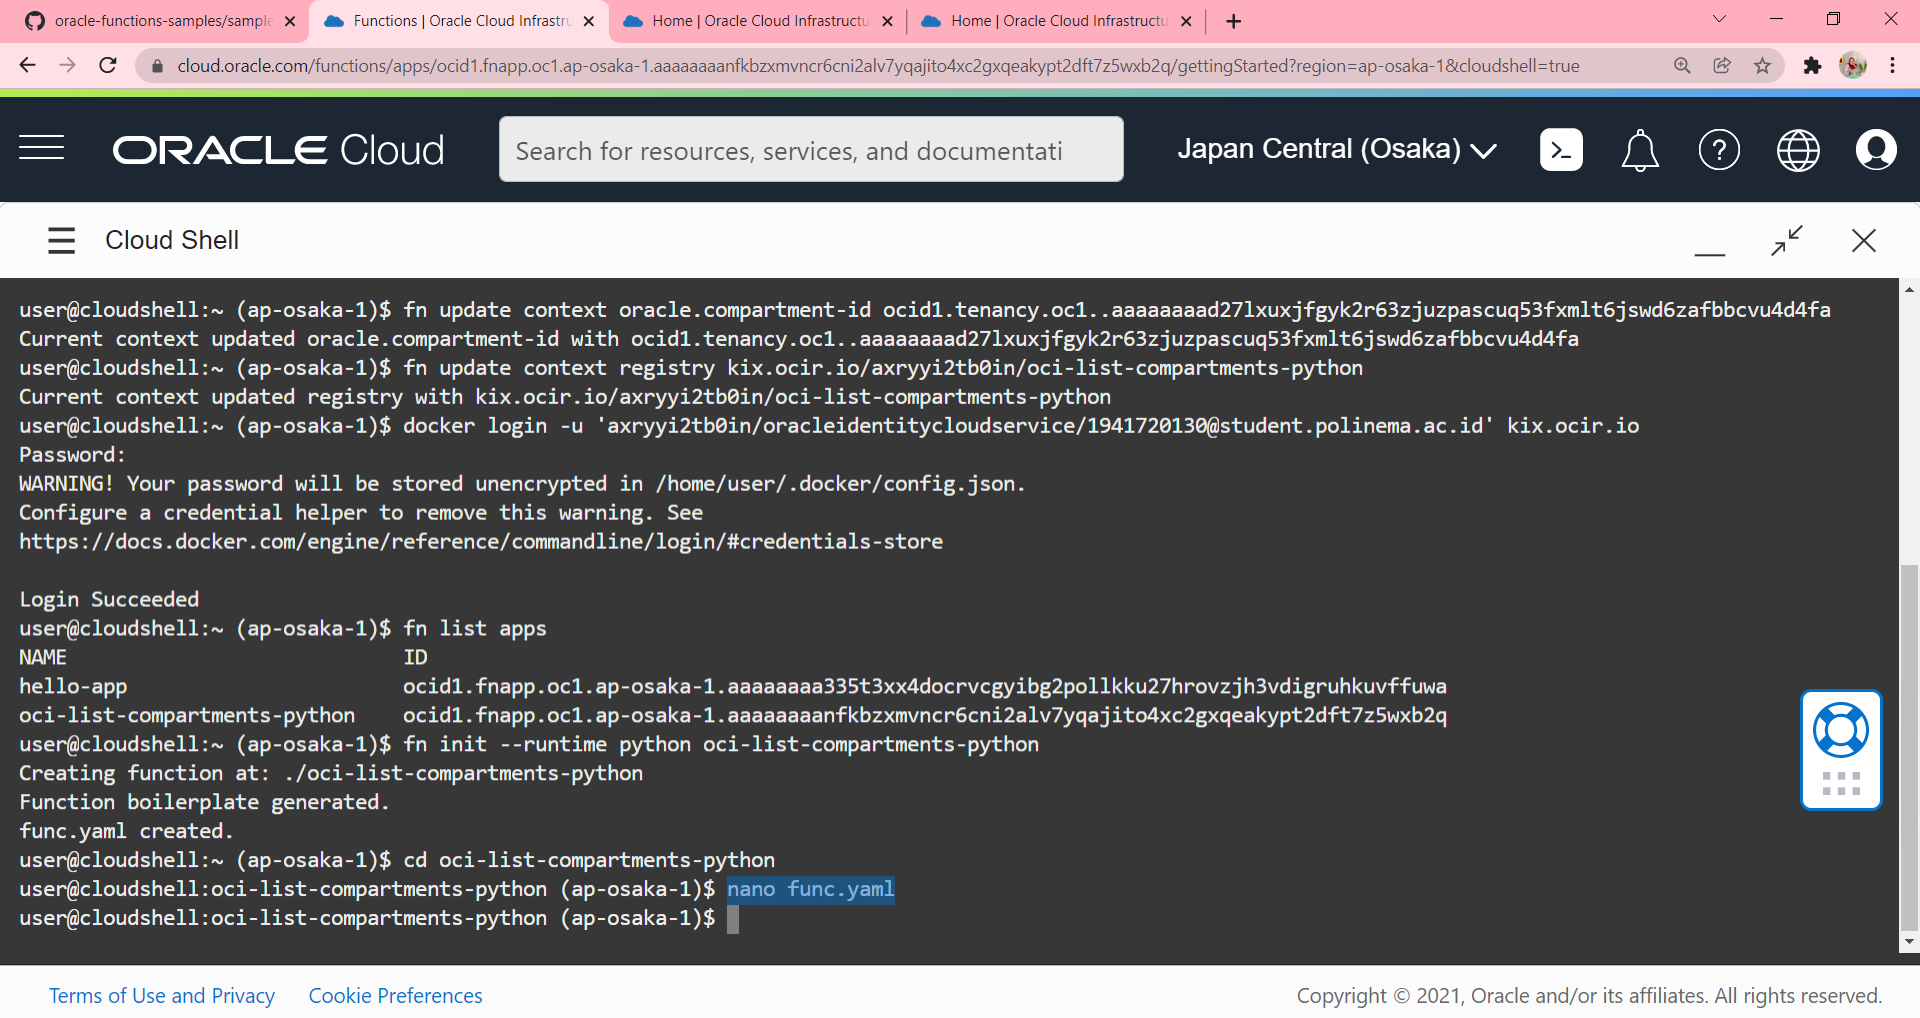 oracle-functions-samples/sample
Functions | Oracle Cloud Infrastru
Home | Oracle Cloud Infrastructu
Home | Oracle Cloud Infrastructu
cloud.oracle.com/functions/apps/ocid1.fnapp.oc1.ap-osaka-1.aaaaaaaanfkbzxmvncr6cni2alv7yqajito4xc2gxqeakypt2dft7z5wxb2q/gettingStarted?region=ap-osaka-1&cloudshell=true
ORACLE Cloud
Search for resources, services, and documentati
Japan Central (Osaka)
Cloud Shell
user@cloudshell:~ (ap-osaka-1)$ fn update context oracle.compartment-id ocid1.tenancy.oc1..aaaaaaaad27lxuxjfgyk2r63zjuzpascuq53fxmlt6jswd6zafbbcvu4d4fa
Current context updated oracle.compartment-id with ocid1.tenancy.oc1..aaaaaaaad27lxuxjfgyk2r63zjuzpascuq53fxmlt6jswd6zafbbcvu4d4fa
user@cloudshell:~ (ap-osaka-1)$ fn update context registry kix.ocir.io/axryyi2tb0in/oci-list-compartments-python
Current context updated registry with kix.ocir.io/axryyi2tb0in/oci-list-compartments-python
user@cloudshell:~ (ap-osaka-1)$ docker login -u 'axryyi2tb0in/oracleidentitycloudservice/1941720130@student.polinema.ac.id' kix.ocir.io
Password:
WARNING! Your password will be stored unencrypted in /home/user/.docker/config.json.
Configure a credential helper to remove this warning. See
https://docs.docker.com/engine/reference/commandline/login/#credentials-store
Login Succeeded
user@cloudshell:~ (ap-osaka-1)$ fn list apps
NAME ID
hello-app ocid1.fnapp.oc1.ap-osaka-1.aaaaaaaa335t3xx4docrvcgyibg2pollkku27hrovzjh3vdigruhkuvffuwa
oci-list-compartments-python ocid1.fnapp.oc1.ap-osaka-1.aaaaaaaanfkbzxmvncr6cni2alv7yqajito4xc2gxqeakypt2dft7z5wxb2q
user@cloudshell:~ (ap-osaka-1)$ fn init --runtime python oci-list-compartments-python
Creating function at: ./oci-list-compartments-python
Function boilerplate generated.
func.yaml created.
user@cloudshell:~ (ap-osaka-1)$ cd oci-list-compartments-python
user@cloudshell:oci-list-compartments-python (ap-osaka-1)$ nano func.yaml
user@cloudshell:oci-list-compartments-python (ap-osaka-1)$
Terms of Use and Privacy
Cookie Preferences
Copyright © 2021, Oracle and/or its affiliates. All rights reserved.